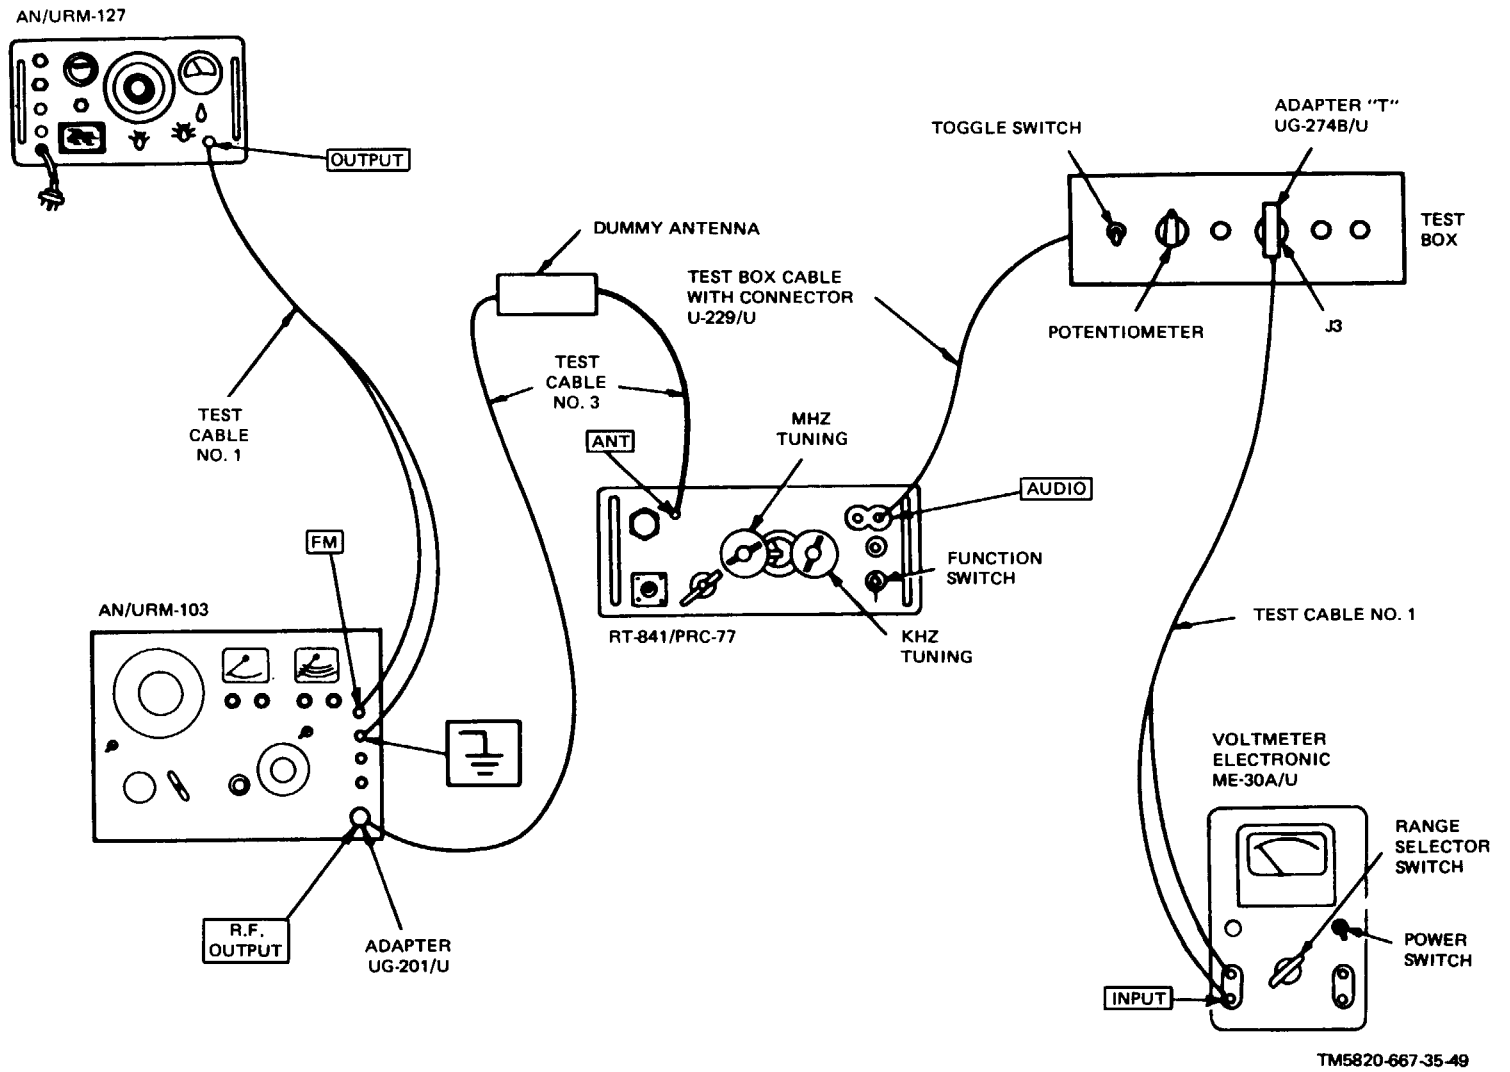 AN/URM-127
OUTPUT
ADAPTER "T"
UG-274B/U
TOGGLE SWITCH
TEST
BOX
DUMMY ANTENNA
TEST BOX CABLE
WITH CONNECTOR
U-229/U
POTENTIOMETER
J3
TEST
CABLE
NO. 3
TEST
CABLE
NO. 1
ANT
MHZ
TUNING
AUDIO
FM
FUNCTION
SWITCH
AN/URM-103
RT-841/PRC-77
KHZ
TUNING
TEST CABLE NO. 1
VOLTMETER
ELECTRONIC
ME-30A/U
RANGE
SELECTOR
SWITCH
R.F.
OUTPUT
ADAPTER
UG-201/U
POWER
SWITCH
INPUT
TM5820-667-35-49